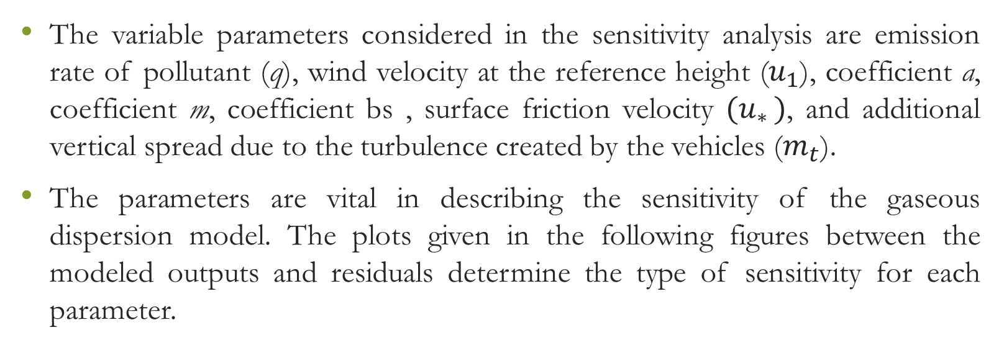 • The variable parameters considered in the sensitivity analysis are emission
rate of pollutant (q), wind velocity at the reference height (u₁), coefficient a,
coefficient m, coefficient bs , surface friction velocity (u* ), and additional
vertical spread due to the turbulence created by the vehicles (mₜ).
• The parameters are vital in describing the sensitivity of the gaseous
dispersion model. The plots given in the following figures between the
modeled outputs and residuals determine the type of sensitivity for each
parameter.